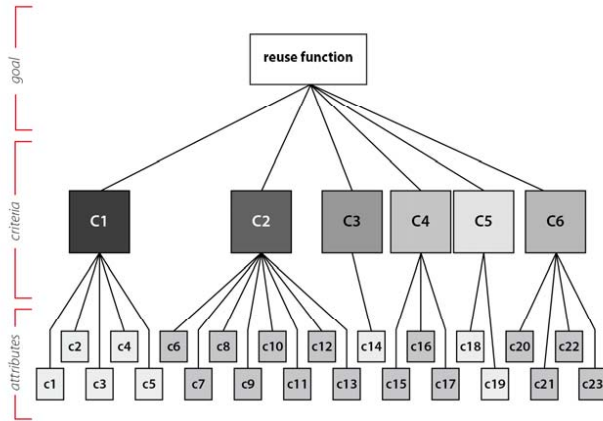 goal
reuse function
criteria
C1 C2 C3 C4 C5 C6
attributes
c2 c4 c6 c8 c10 c12 c14 c16 c18 c20 c22
c1 c3 c5 c7 c9 c11 c13 c15 c17 c19 c21 c23